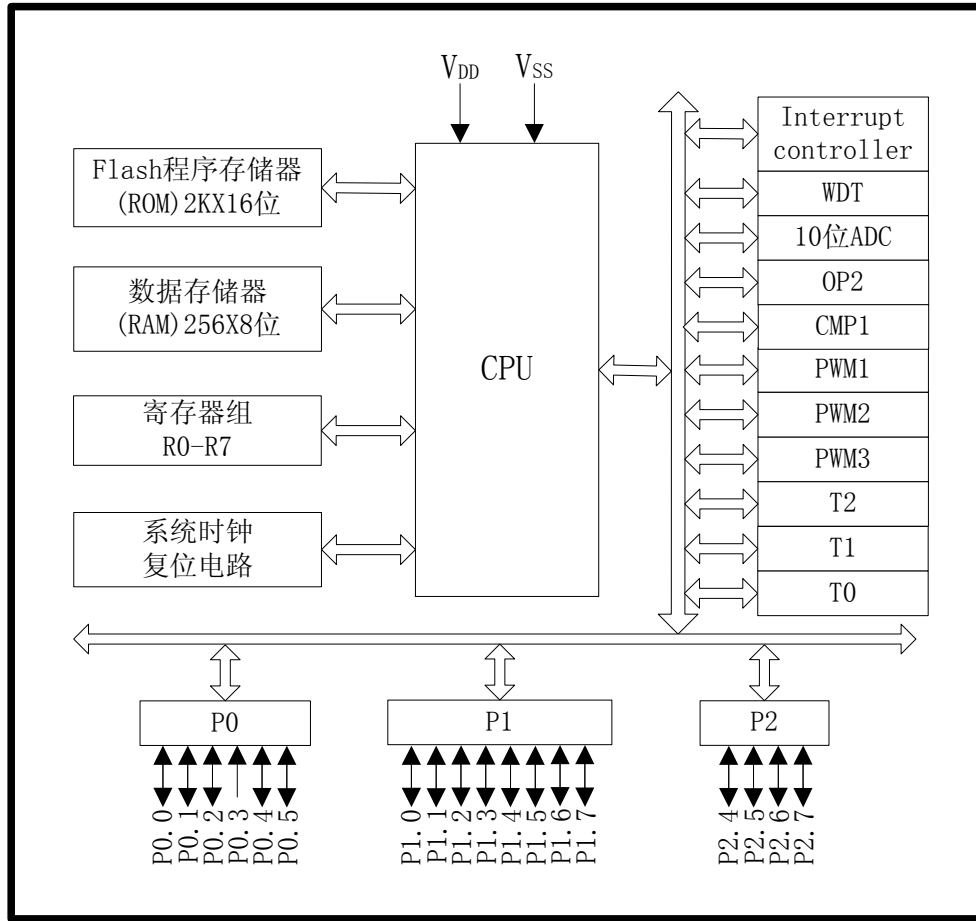 VDD
VSS
Flash程序存储器
(ROM)2KX16位
数据存储器
(RAM)256X8位
寄存器组
R0-R7
系统时钟
复位电路
CPU
Interrupt
controller
WDT
10位ADC
OP2
CMP1
PWM1
PWM2
PWM3
T2
T1
T0
P0
P1
P2
P0.0
P0.1
P0.2
P0.3
P0.4
P0.5
P1.0
P1.1
P1.2
P1.3
P1.4
P1.5
P1.6
P1.7
P2.4
P2.5
P2.6
P2.7